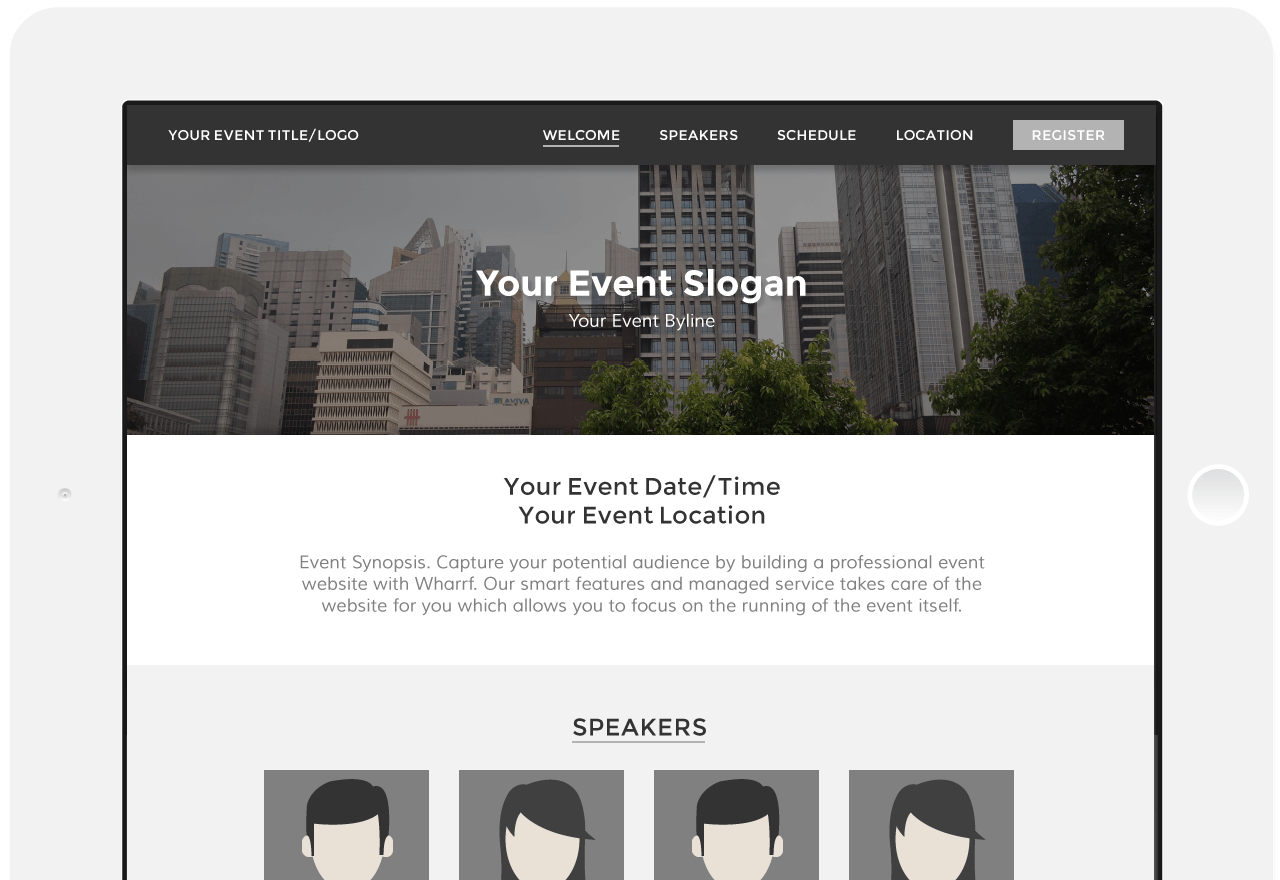 YOUR EVENT TITLE/LOGO WELCOME SPEAKERS SCHEDULE LOCATION REGISTER
Your Event Slogan
Your Event Byline
AVIVA
Your Event Date/Time
Your Event Location
Event Synopsis. Capture your potential audience by building a professional event
website with Wharrf. Our smart features and managed service takes care of the
website for you which allows you to focus on the running of the event itself.
SPEAKERS